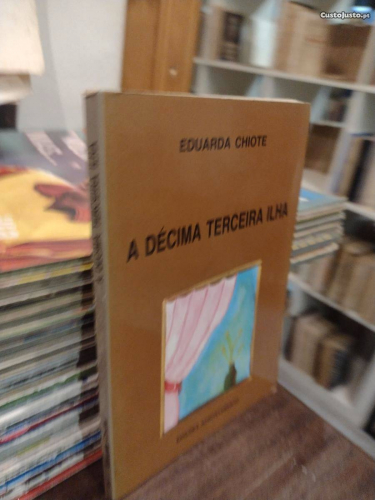 CustoJusto.pt
EDUARDA CHIOTE
A DÉCIMA TERCEIRA ILHA